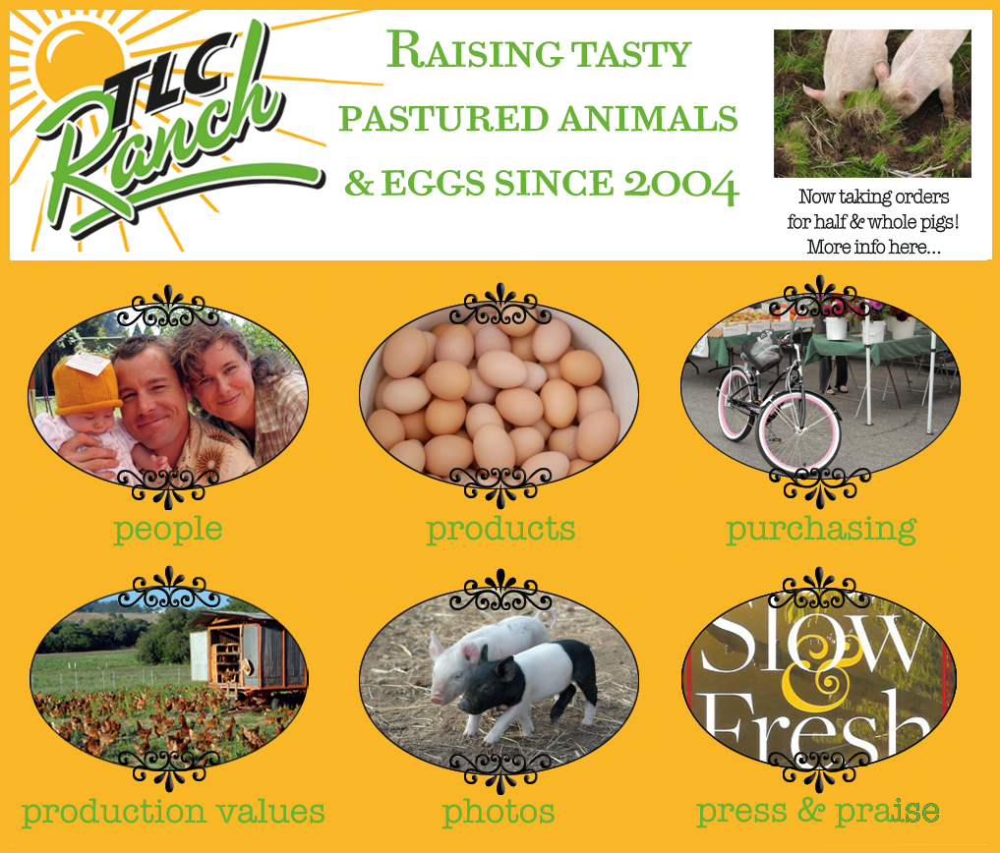 TLC
Ranch
RAISING TASTY
PASTURED ANIMALS
& EGGS SINCE 2004
Now taking orders
for half & whole pigs!
More info here...
people
products
purchasing
Slow
&
Fresh
production values
photos
press & praise